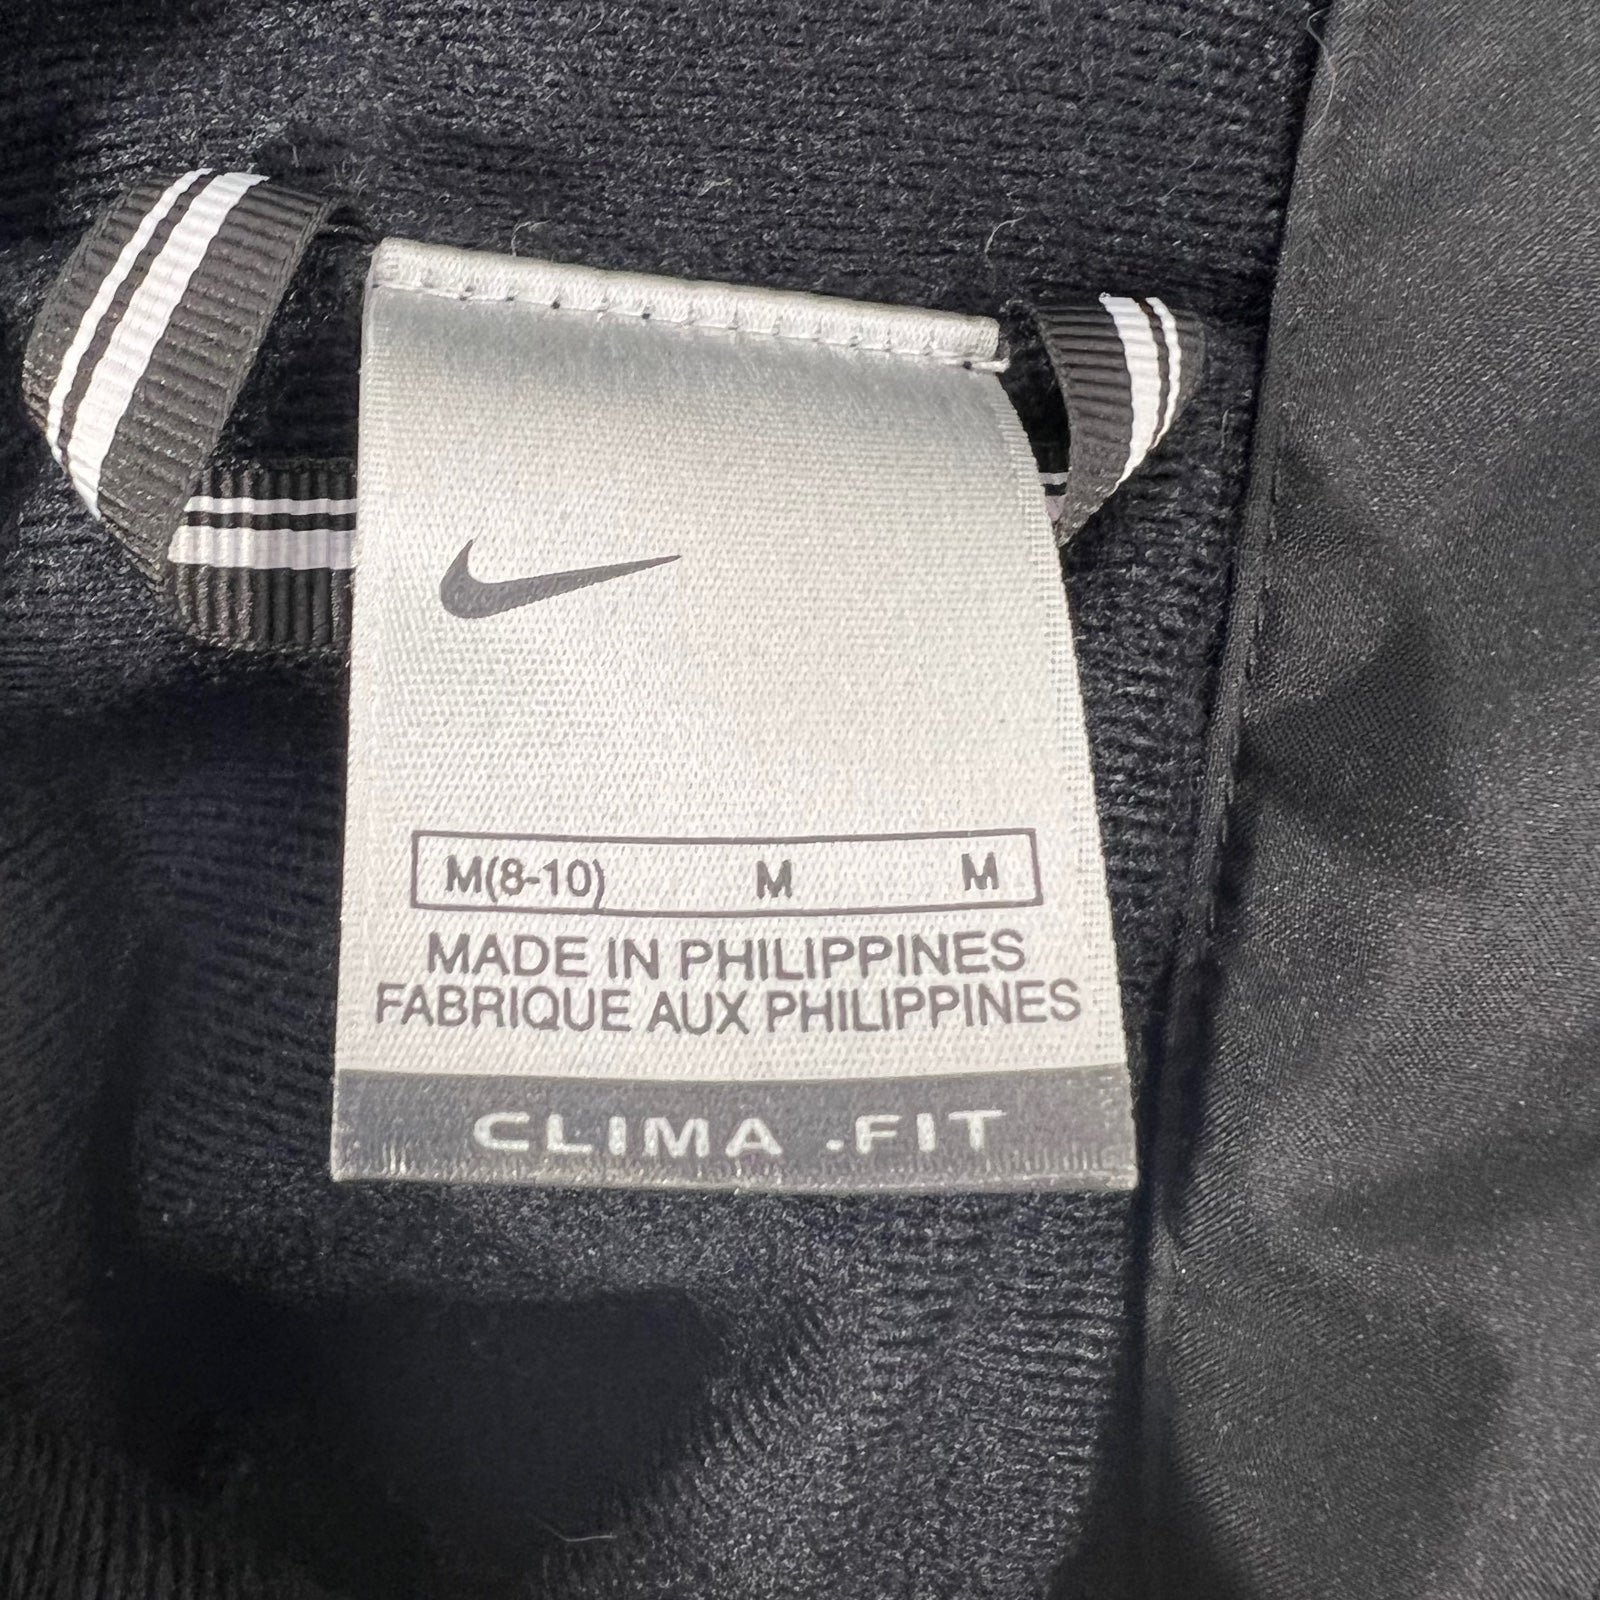 M(8-10) M M
MADE IN PHILIPPINES
FABRIQUE AUX PHILIPPINES
CLIMA .FIT